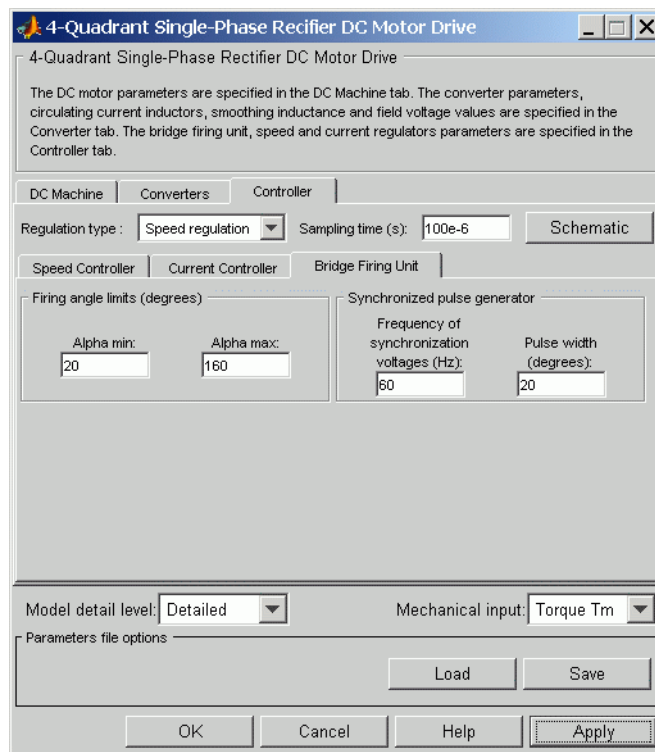 4-Quadrant Single-Phase Recifier DC Motor Drive
4-Quadrant Single-Phase Rectifier DC Motor Drive
The DC motor parameters are specified in the DC Machine tab. The converter parameters,
circulating current inductors, smoothing inductance and field voltage values are specified in the
Converter tab. The bridge firing unit, speed and current regulators parameters are specified in the
Controller tab.
DC Machine Converters Controller
Regulation type : Speed regulation Sampling time (s): 100e-6 Schematic
Speed Controller Current Controller Bridge Firing Unit
Firing angle limits (degrees)
Alpha min: Alpha max:
20 160
Synchronized pulse generator
Frequency of
synchronization
voltages (Hz):
60
Pulse width
(degrees):
20
Model detail level: Detailed Mechanical input: Torque Tm
Parameters file options
Load Save
OK Cancel Help Apply